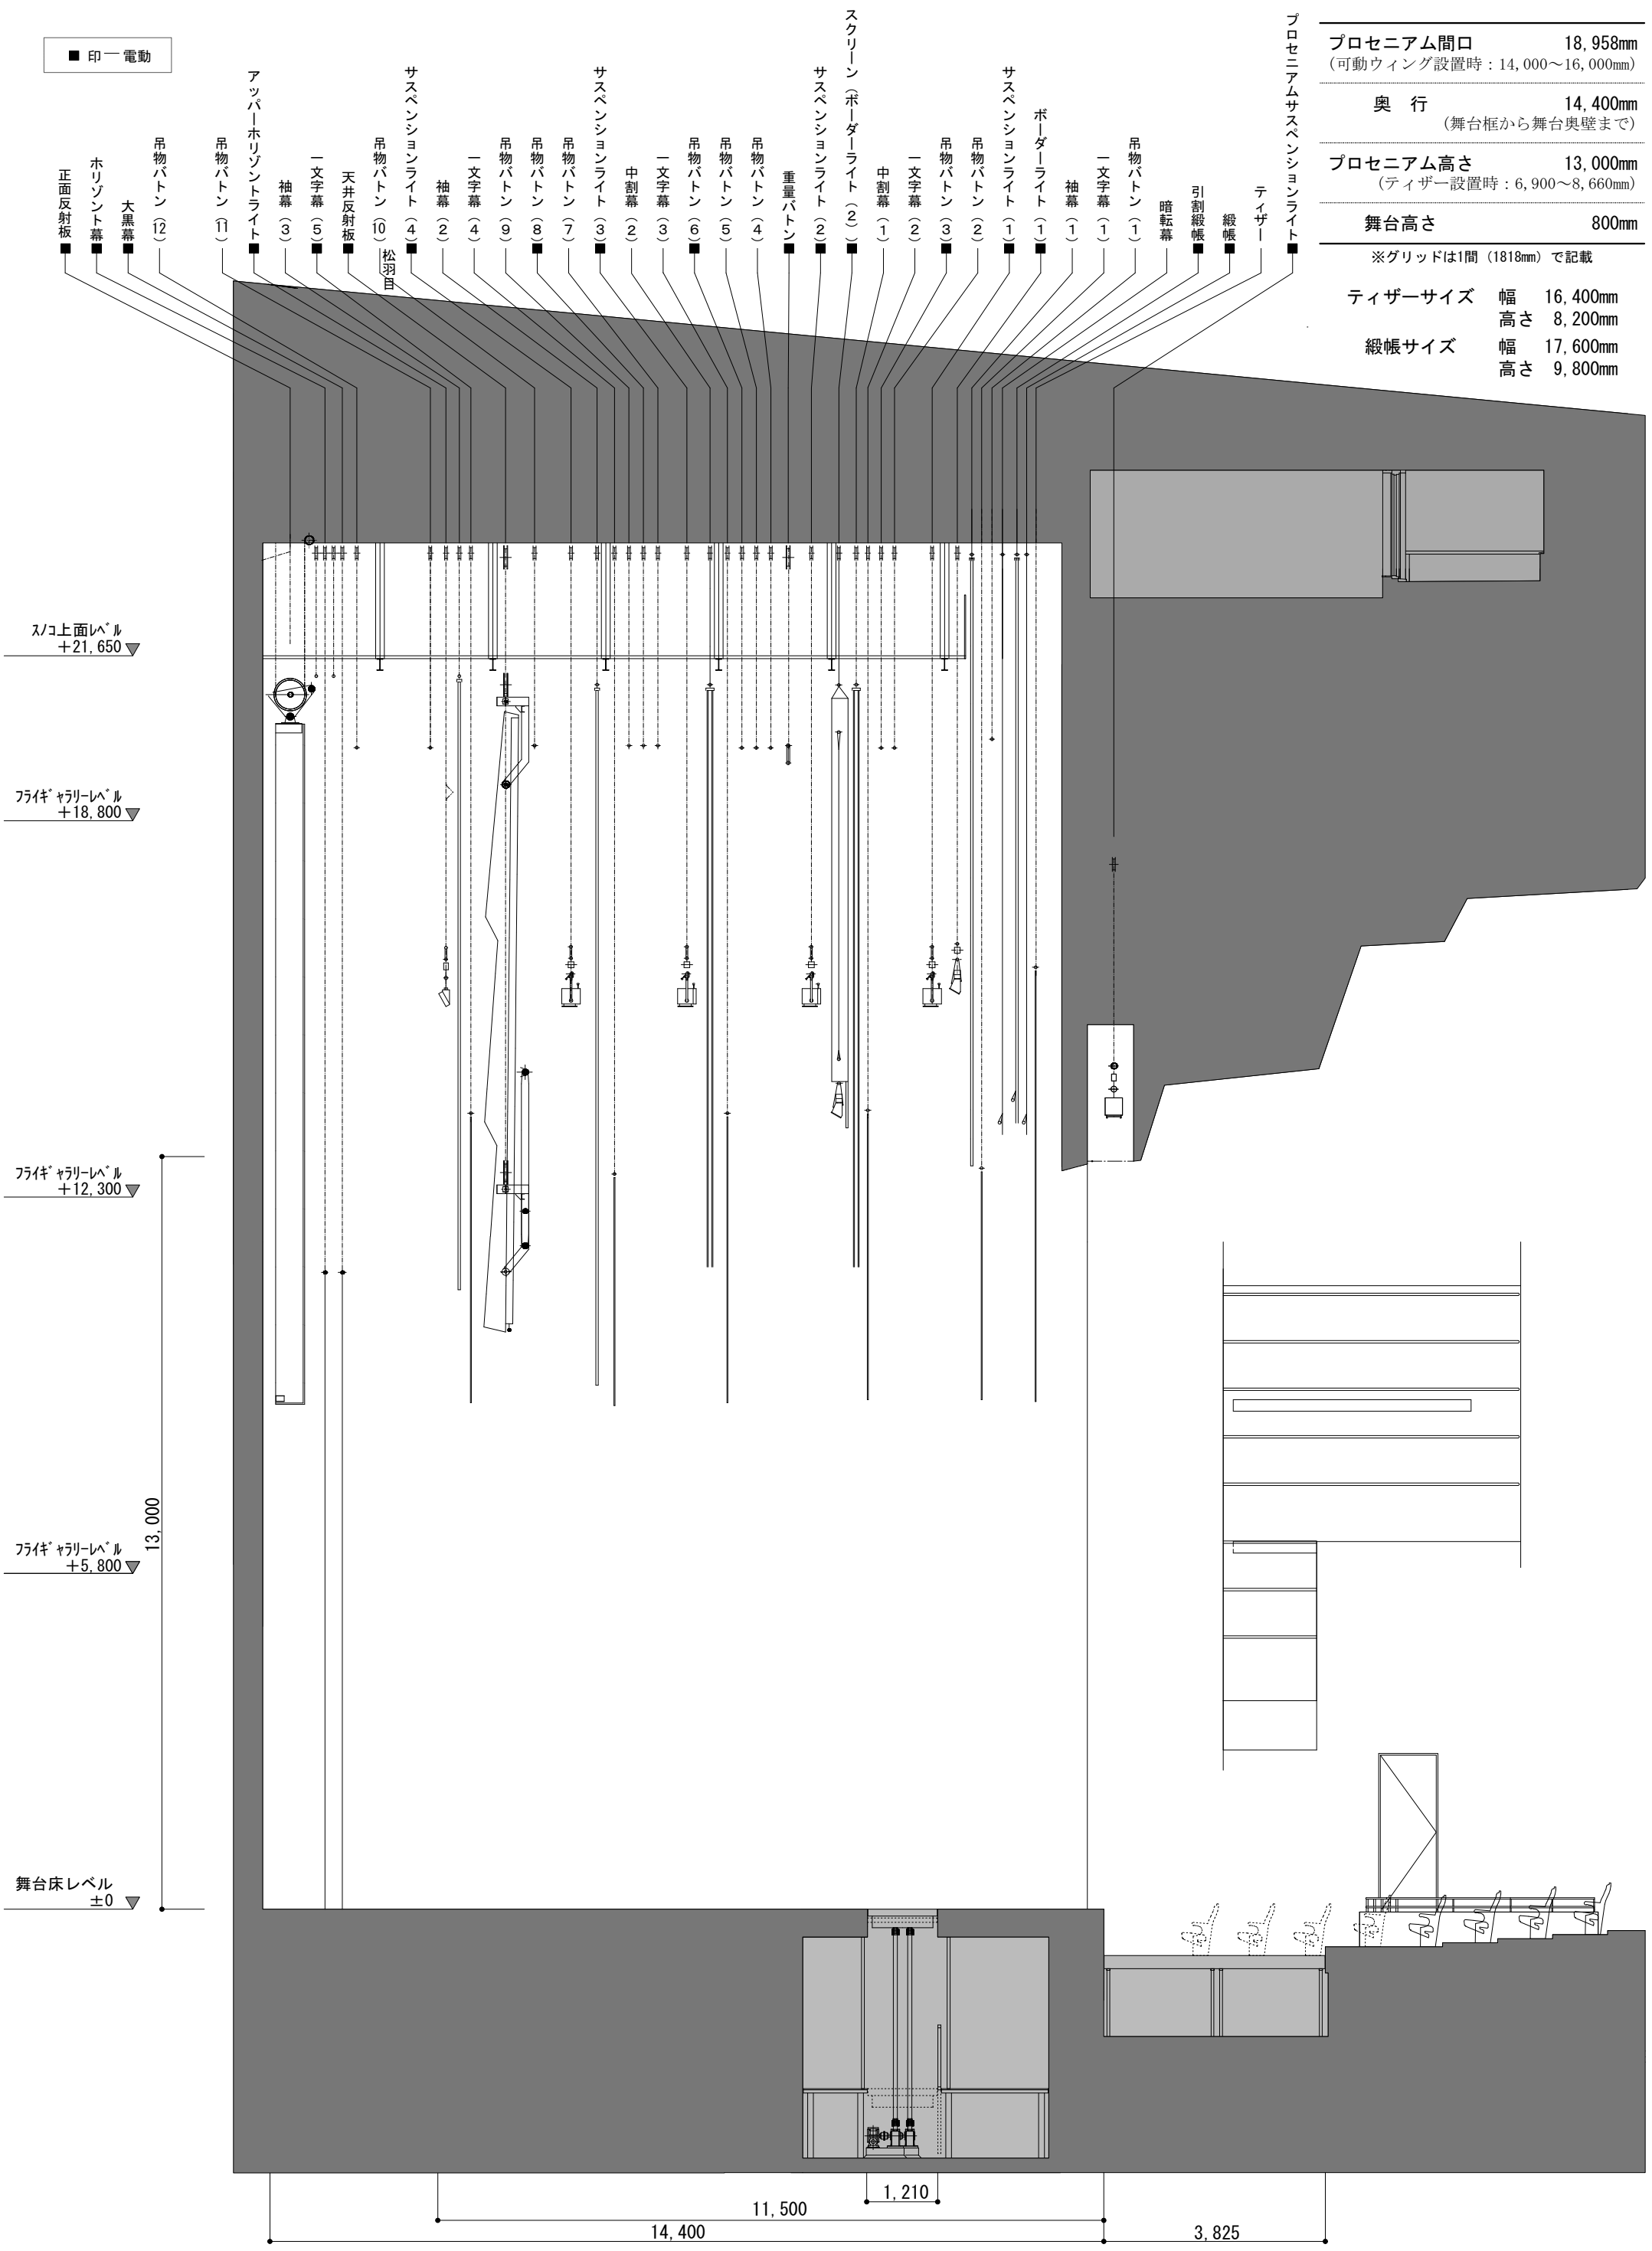 ■ 印 ― 電動
正面反射板■
ホリゾント幕■
大黒幕■
吊物バトン（12）
吊物バトン（11）
アッパーホリゾントライト■
袖幕（3）
一文字幕（5）■
天井反射板■
吊物バトン（10）
松羽目
サスペンションライト（4）■
袖幕（2）
一文字幕（4）
吊物バトン（9）
吊物バトン（8）■
吊物バトン（7）
サスペンションライト（3）■
中割幕（2）
一文字幕（3）
吊物バトン（6）■
吊物バトン（5）
吊物バトン（4）
重量バトン■
サスペンションライト（2）■
スクリーン（ボーダーライト（2））■
中割幕（1）
一文字幕（2）
吊物バトン（3）■
吊物バトン（2）
サスペンションライト（1）■
ボーダーライト（1）■
袖幕（1）
一文字幕（1）
吊物バトン（1）
暗転幕
引割緞帳■
緞帳■
ティザー
プロセニアムサスペンションライト■
プロセニアム間口 18,958mm
（可動ウィング設置時：14,000～16,000mm）
奥 行 14,400mm
（舞台框から舞台奥壁まで）
プロセニアム高さ 13,000mm
（ティザー設置時：6,900～8,660mm）
舞台高さ 800mm
※グリッドは1間（1818mm）で記載
ティザーサイズ 幅 16,400mm
高さ 8,200mm
緞帳サイズ 幅 17,600mm
高さ 9,800mm
スノコ上面レベル
＋21,650
フライギャラリーレベル
＋18,800
フライギャラリーレベル
＋12,300
13,000
フライギャラリーレベル
＋5,800
舞台床レベル
±0
1,210
11,500
14,400
3,825